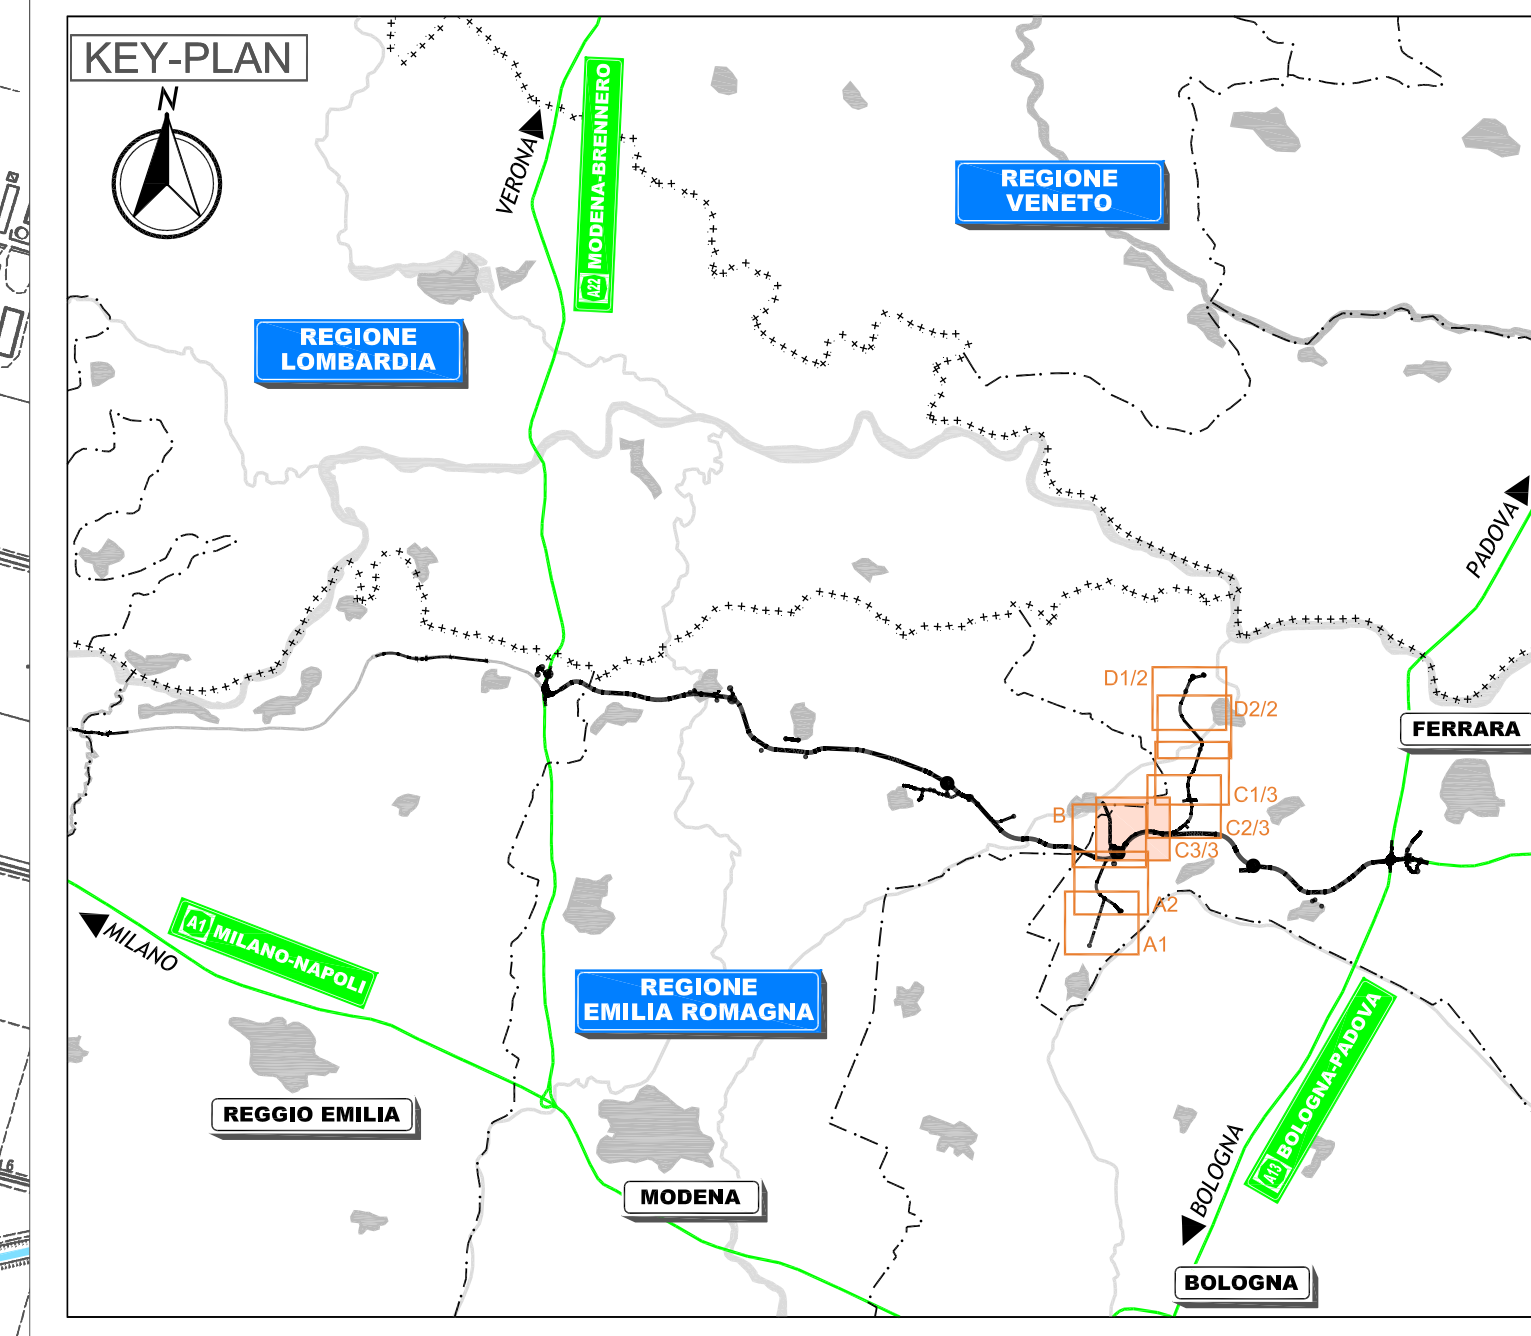 KEY-PLAN
N
VERONA
A22 MODENA-BRENNERO
REGIONE
VENETO
REGIONE
LOMBARDIA
PADOVA
D1/2
D2/2
FERRARA
C1/3
B
C2/3
C3/3
A2
A1
A1 MILANO-NAPOLI
MILANO
REGIONE
EMILIA ROMAGNA
A13 BOLOGNA-PADOVA
REGGIO EMILIA
BOLOGNA
MODENA
BOLOGNA